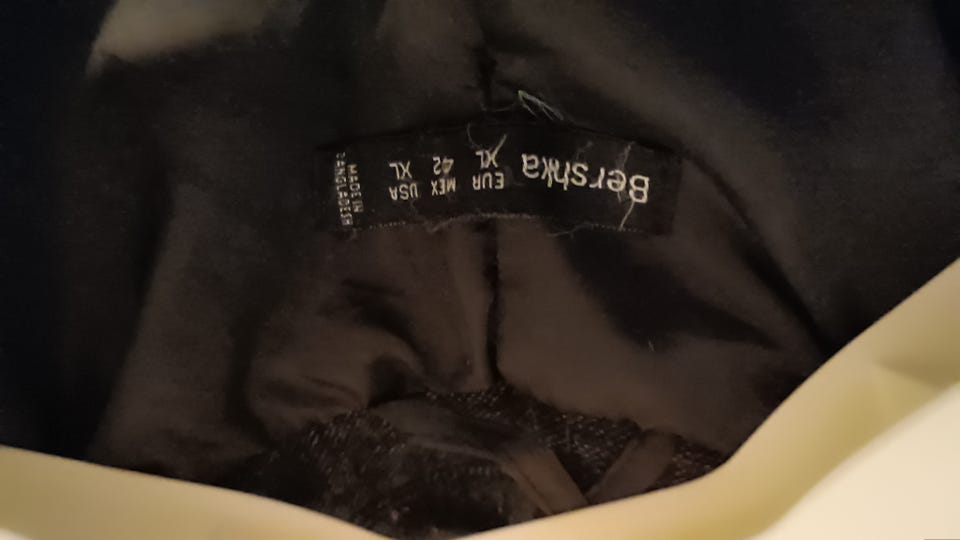 Bershka
EUR MEX USA
XL 42 XL
MADE IN
BANGLADESH